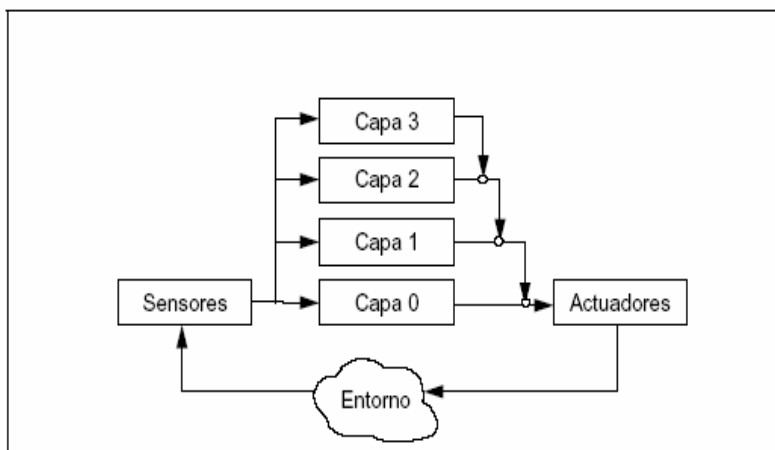 Capa 3
Capa 2
Capa 1
Sensores
Capa 0
Actuadores
Entorno